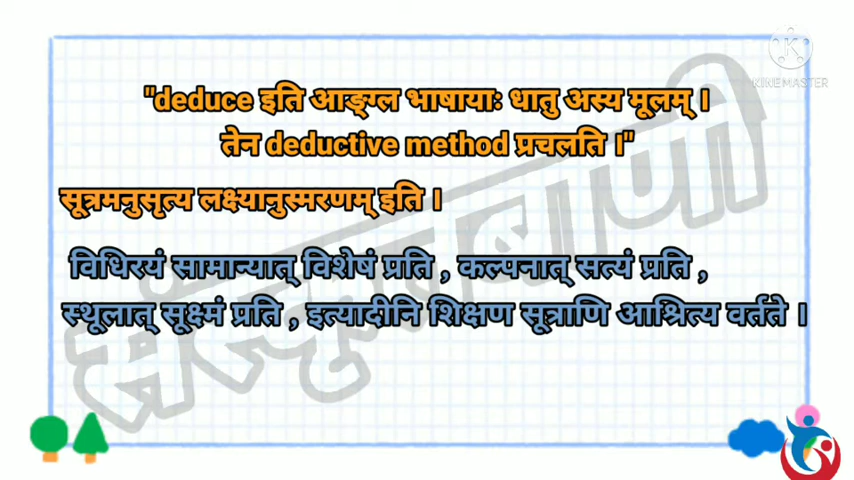 "deduce इति आङ्ग्ल भाषायाः धातु अस्य मूलम् ।
तेन deductive method प्रचलति ।"
सूत्रमनुसृत्य लक्ष्यानुस्मरणम् इति ।
विधिरयं सामान्यात् विशेषं प्रति , कल्पनात् सत्यं प्रति ,
स्थूलात् सूक्ष्मं प्रति , इत्यादीनि शिक्षण सूत्राणि आश्रित्य वर्तते ।
संस्कृतवाणी
KINEMASTER